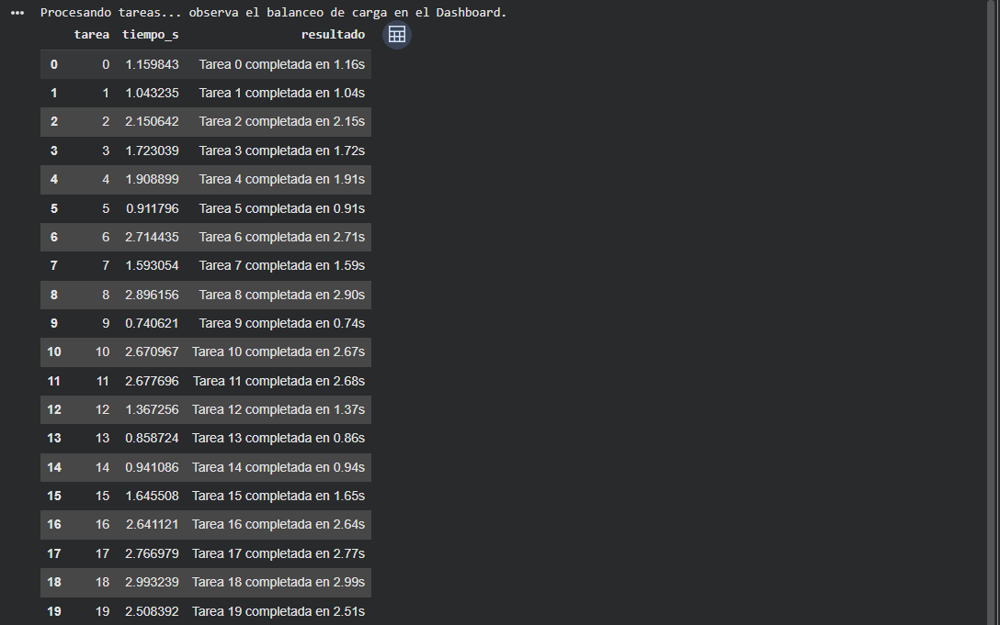 Procesando tareas... observa el balanceo de carga en el Dashboard.
tarea tiempo_s resultado
0 0 1.159843 Tarea 0 completada en 1.16s
1 1 1.043235 Tarea 1 completada en 1.04s
2 2 2.150642 Tarea 2 completada en 2.15s
3 3 1.723039 Tarea 3 completada en 1.72s
4 4 1.908899 Tarea 4 completada en 1.91s
5 5 0.911796 Tarea 5 completada en 0.91s
6 6 2.714435 Tarea 6 completada en 2.71s
7 7 1.593054 Tarea 7 completada en 1.59s
8 8 2.896156 Tarea 8 completada en 2.90s
9 9 0.740621 Tarea 9 completada en 0.74s
10 10 2.670967 Tarea 10 completada en 2.67s
11 11 2.677696 Tarea 11 completada en 2.68s
12 12 1.367256 Tarea 12 completada en 1.37s
13 13 0.858724 Tarea 13 completada en 0.86s
14 14 0.941086 Tarea 14 completada en 0.94s
15 15 1.645508 Tarea 15 completada en 1.65s
16 16 2.641121 Tarea 16 completada en 2.64s
17 17 2.766979 Tarea 17 completada en 2.77s
18 18 2.993239 Tarea 18 completada en 2.99s
19 19 2.508392 Tarea 19 completada en 2.51s